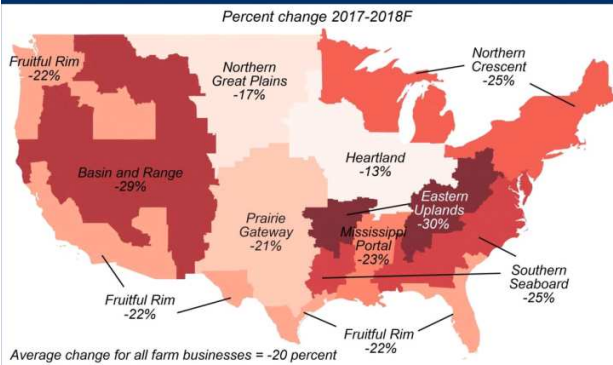 Percent change 2017-2018F
Fruitful Rim
-22%
Northern
Great Plains
-17%
Northern
Crescent
-25%
Heartland
-13%
Basin and Range
-29%
Eastern
Uplands
-30%
Prairie
Gateway
-21%
Mississippi
Portal
-23%
Southern
Seaboard
-25%
Fruitful Rim
-22%
Fruitful Rim
-22%
Average change for all farm businesses = -20 percent